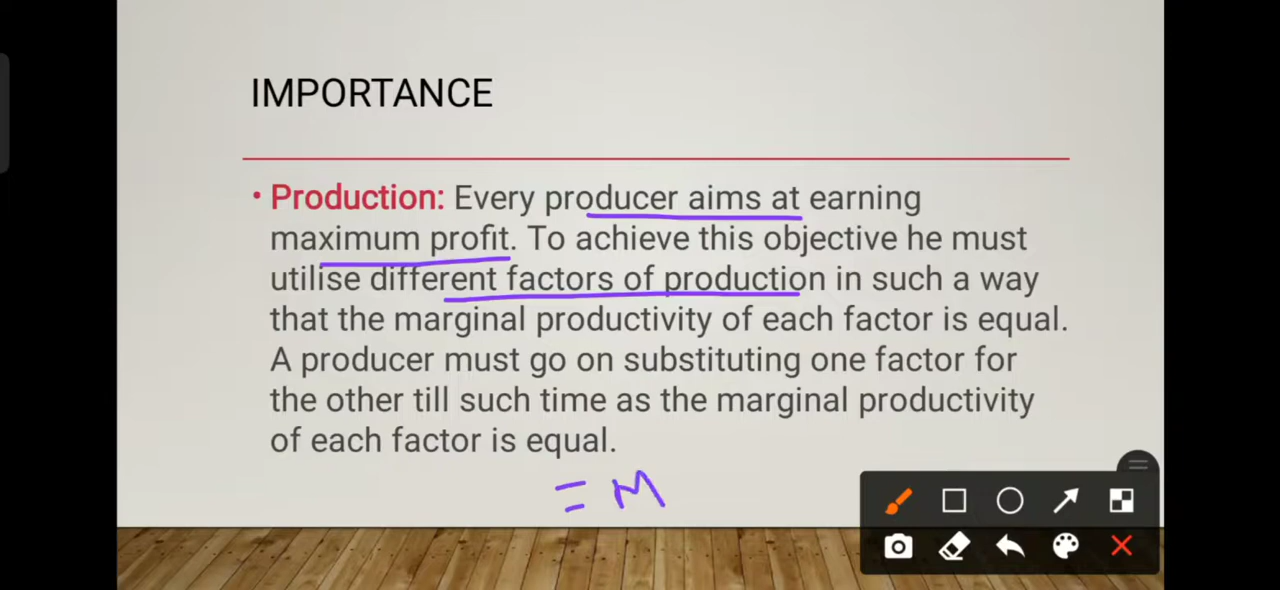 IMPORTANCE
• Production: Every producer aims at earning
maximum profit. To achieve this objective he must
utilise different factors of production in such a way
that the marginal productivity of each factor is equal.
A producer must go on substituting one factor for
the other till such time as the marginal productivity
of each factor is equal.
= M